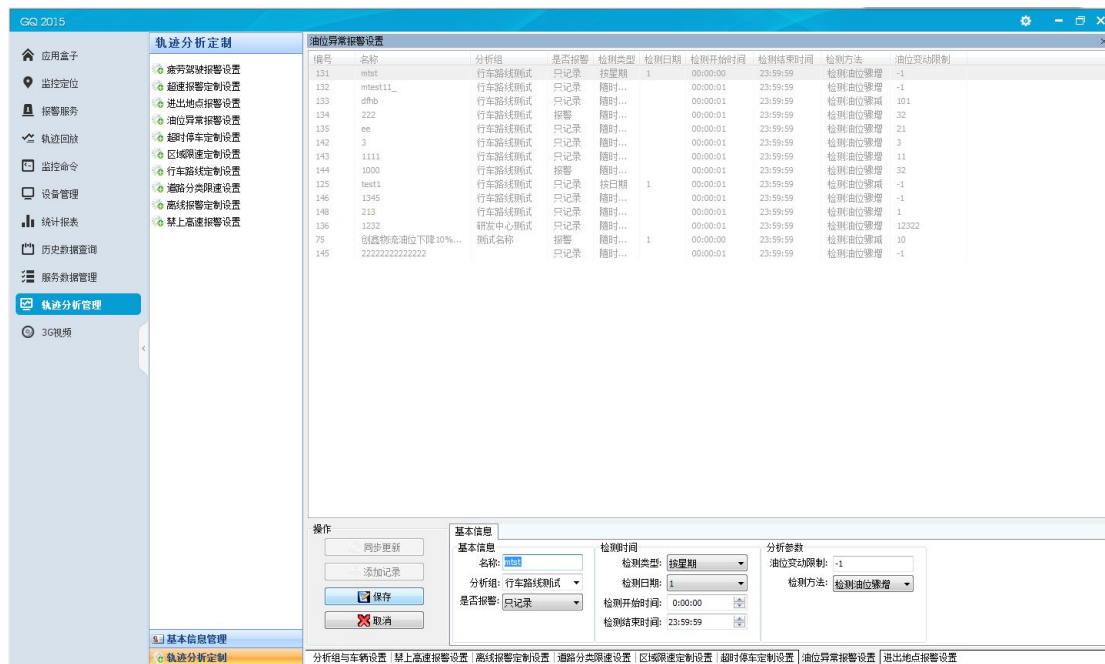 GQ 2015
应用盒子
监控定位
报警服务
轨迹回放
监控命令
设备管理
统计报表
历史数据查询
服务数据管理
轨迹分析管理
3G视频
轨迹分析定制
疲劳驾驶报警设置
超速报警定制设置
进出地点报警设置
油位异常报警设置
超时停车定制设置
区域限速定制设置
行车路线定制设置
道路分类限速设置
离线报警定制设置
禁上高速报警设置
基本信息管理
轨迹分析定制
油位异常报警设置
编号 名称 分析组 是否报警 检测类型 检测日期 检测开始时间 检测结束时间 检测方法 油位变动限制
131 mtst 行车路线测试 只记录 按星期 1 00:00:00 23:59:59 检测油位骤增 -1
132 mtest11_ 行车路线测试 只记录 随时... 00:00:01 23:59:59 检测油位骤增 -1
133 dfhb 行车路线测试 只记录 随时... 00:00:01 23:59:59 检测油位骤减 101
134 222 行车路线测试 报警 随时... 00:00:01 23:59:59 检测油位骤增 32
135 ee 行车路线测试 只记录 随时... 00:00:01 23:59:59 检测油位骤增 21
142 3 行车路线测试 只记录 随时... 00:00:01 23:59:59 检测油位骤增 3
143 1111 行车路线测试 只记录 随时... 00:00:01 23:59:59 检测油位骤增 11
144 1000 行车路线测试 报警 随时... 00:00:01 23:59:59 检测油位骤增 32
125 test1 行车路线测试 只记录 按日期 1 00:00:01 23:59:59 检测油位骤减 -1
146 1345 行车路线测试 只记录 随时... 00:00:01 23:59:59 检测油位骤增 -1
148 213 行车路线测试 只记录 随时... 00:00:01 23:59:59 检测油位骤增 1
136 1232 研发中心测试 只记录 随时... 00:00:01 23:59:59 检测油位骤增 12322
75 创鑫物流油位下降10%... 测试名称 报警 随时... 1 00:00:00 23:59:59 检测油位骤减 10
145 22222222222222 只记录 随时... 00:00:01 23:59:59 检测油位骤增 -1
操作
同步更新
添加记录
保存
取消
基本信息
基本信息
名称: mtst
分析组: 行车路线测试
是否报警: 只记录
检测时间
检测类型: 按星期
检测日期: 1
检测开始时间: 0:00:00
检测结束时间: 23:59:59
分析参数
油位变动限制: -1
检测方法: 检测油位骤增
分析组与车辆设置 禁上高速报警设置 离线报警定制设置 道路分类限速设置 区域限速定制设置 超时停车定制设置 油位异常报警设置 进出地点报警设置